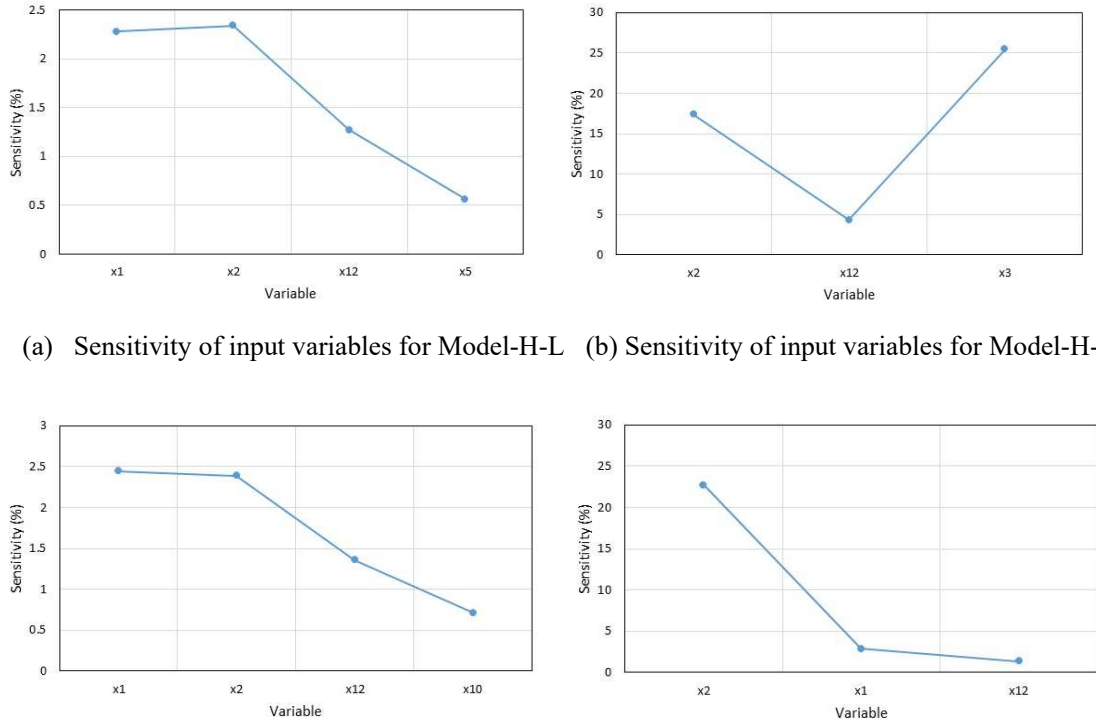 2.5
2
1.5
1
0.5
0
Sensitivity (%)
x1 x2 x12 x5
Variable
30
25
20
15
10
5
0
Sensitivity (%)
x2 x12 x3
Variable
(a) Sensitivity of input variables for Model-H-L (b) Sensitivity of input variables for Model-H-
3
2.5
2
1.5
1
0.5
0
Sensitivity (%)
x1 x2 x12 x10
Variable
30
25
20
15
10
5
0
Sensitivity (%)
x2 x1 x12
Variable